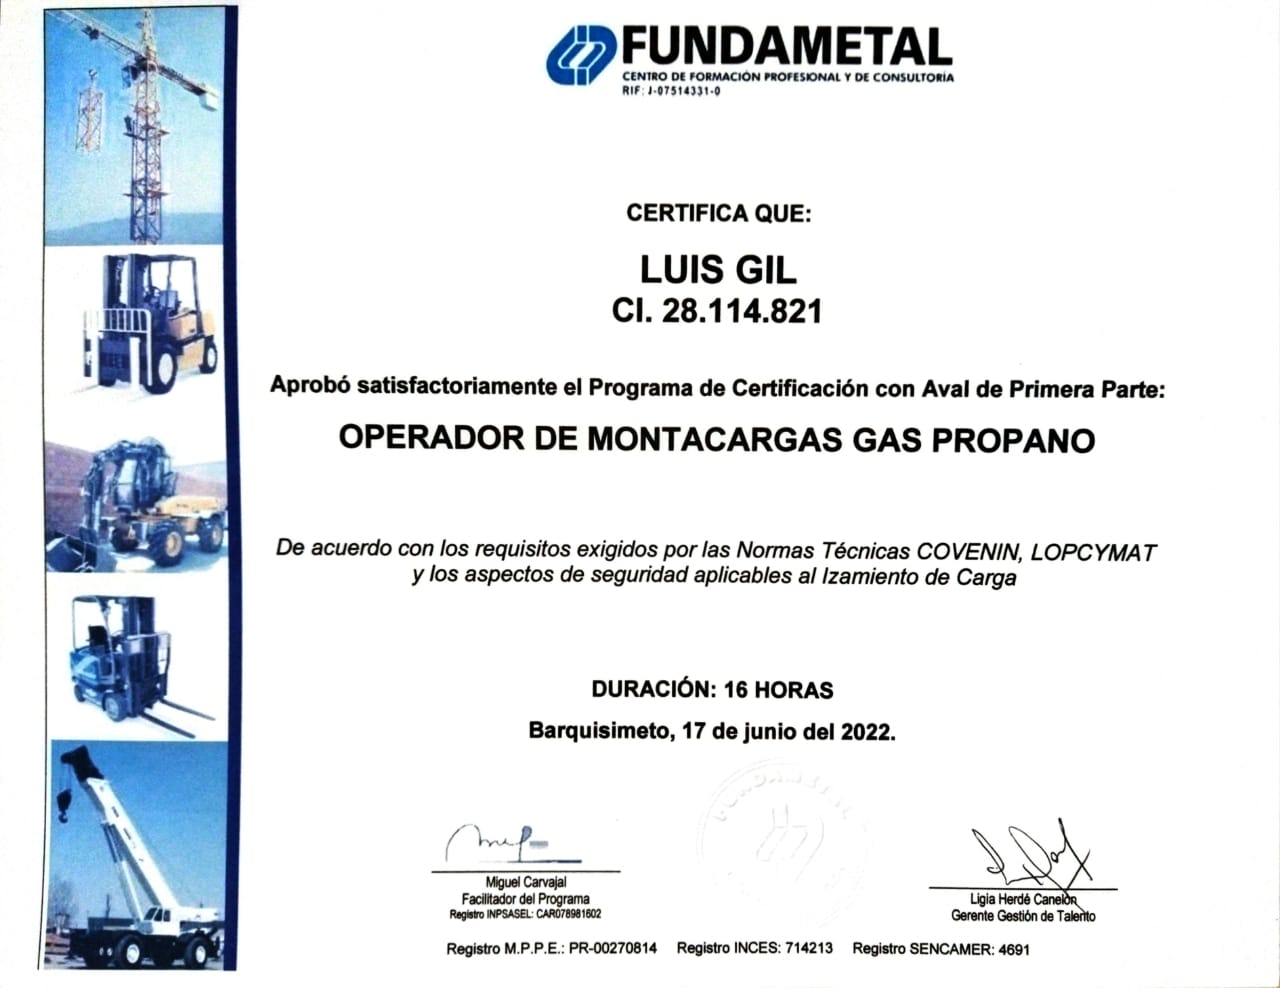 FUNDAMETAL
CENTRO DE FORMACIÓN PROFESIONAL Y DE CONSULTORÍA
RIF: J-07514331-0
CERTIFICA QUE:
LUIS GIL
CI. 28.114.821
Aprobó satisfactoriamente el Programa de Certificación con Aval de Primera Parte:
OPERADOR DE MONTACARGAS GAS PROPANO
De acuerdo con los requisitos exigidos por las Normas Técnicas COVENIN, LOPCYMAT
y los aspectos de seguridad aplicables al Izamiento de Carga
DURACIÓN: 16 HORAS
Barquisimeto, 17 de junio del 2022.
FUNDAMETAL
Miguel Carvajal
Facilitador del Programa
Registro INPSASEL: CAR078981602
Ligia Herdé Canelón
Gerente Gestión de Talento
Registro M.P.P.E.: PR-00270814 Registro INCES: 714213 Registro SENCAMER: 4691